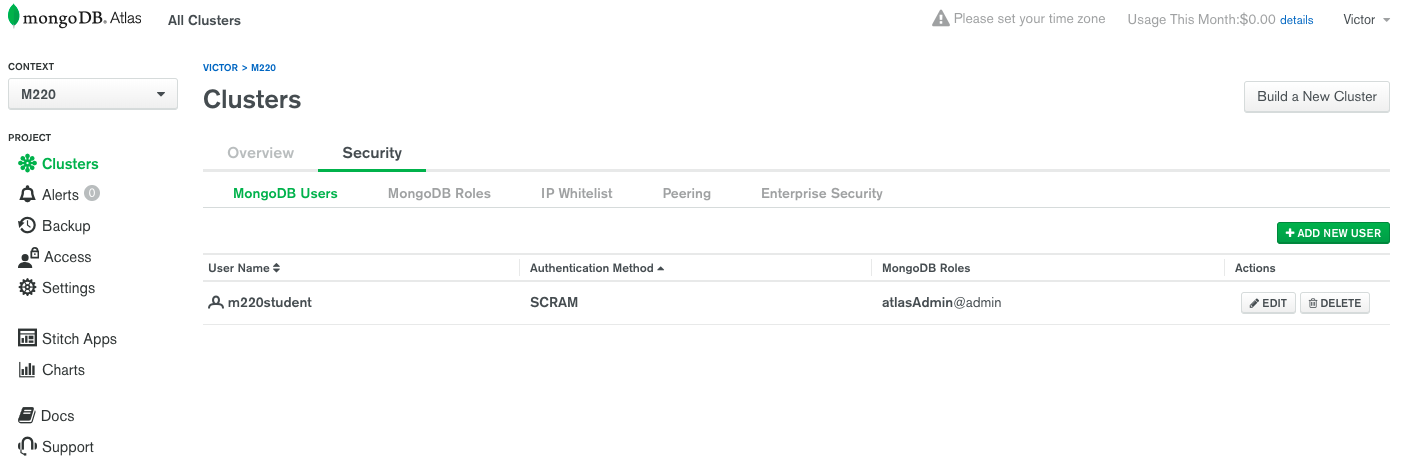 mongoDB. Atlas All Clusters Please set your time zone Usage This Month:$0.00 details Victor
CONTEXT
M220
PROJECT
Clusters
Alerts 0
Backup
Access
Settings
Stitch Apps
Charts
Docs
Support
VICTOR > M220
Clusters
Build a New Cluster
Overview Security
MongoDB Users MongoDB Roles IP Whitelist Peering Enterprise Security
+ ADD NEW USER
User Name Authentication Method MongoDB Roles Actions
m220student SCRAM atlasAdmin@admin EDIT DELETE